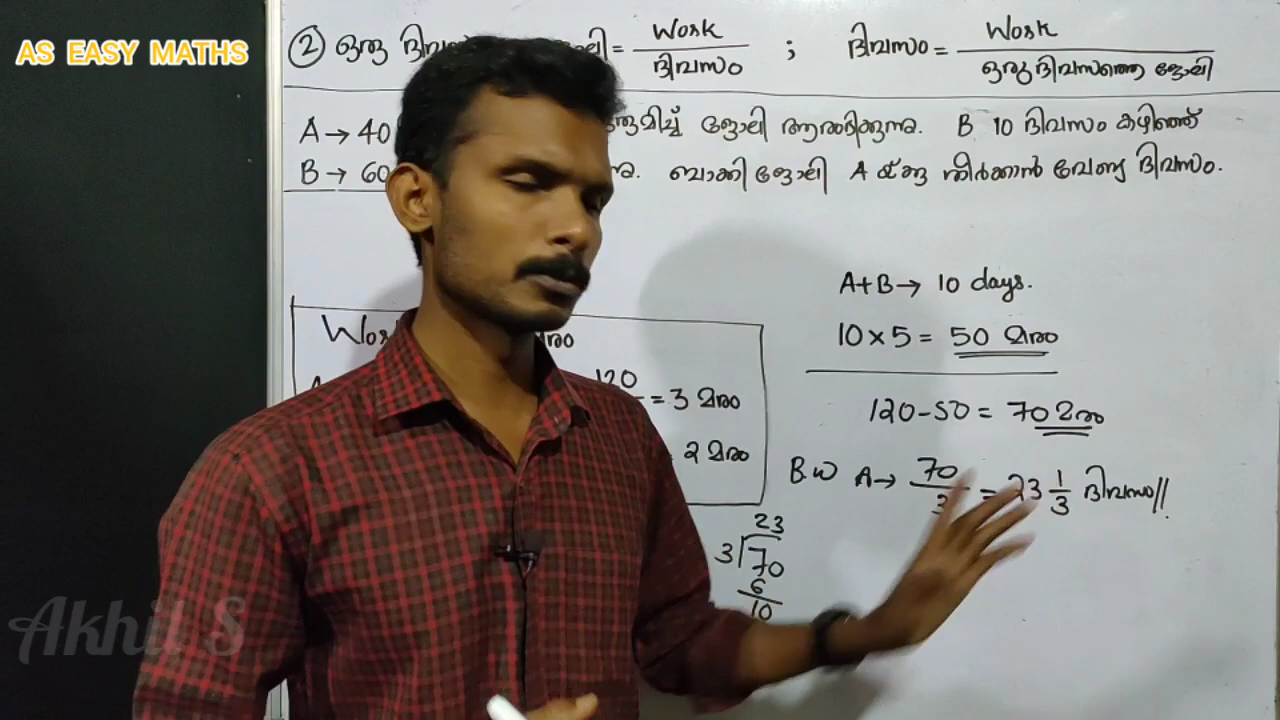 AS EASY MATHS
② ഒരു = Work / ദിവസം ; ദിവസം = Work / ഒരു ദിവസത്തെ ജോലി
A → 40 ജോലി ആരംഭിക്കുന്നു. B 10 ദിവസം കഴിഞ്ഞ്
B → 60 ബാക്കി ജോലി A യ്ക്കു തീർക്കാൻ വേണ്ട ദിവസം.
A+B → 10 days.
10 × 5 = 50 മരം
120 - 50 = 70 മരം
B.W A → 70 / 3 = 23 1/3 ദിവസം//
120 = 3 മരം
2 മരം
23
3 70
6
10
Akhil S